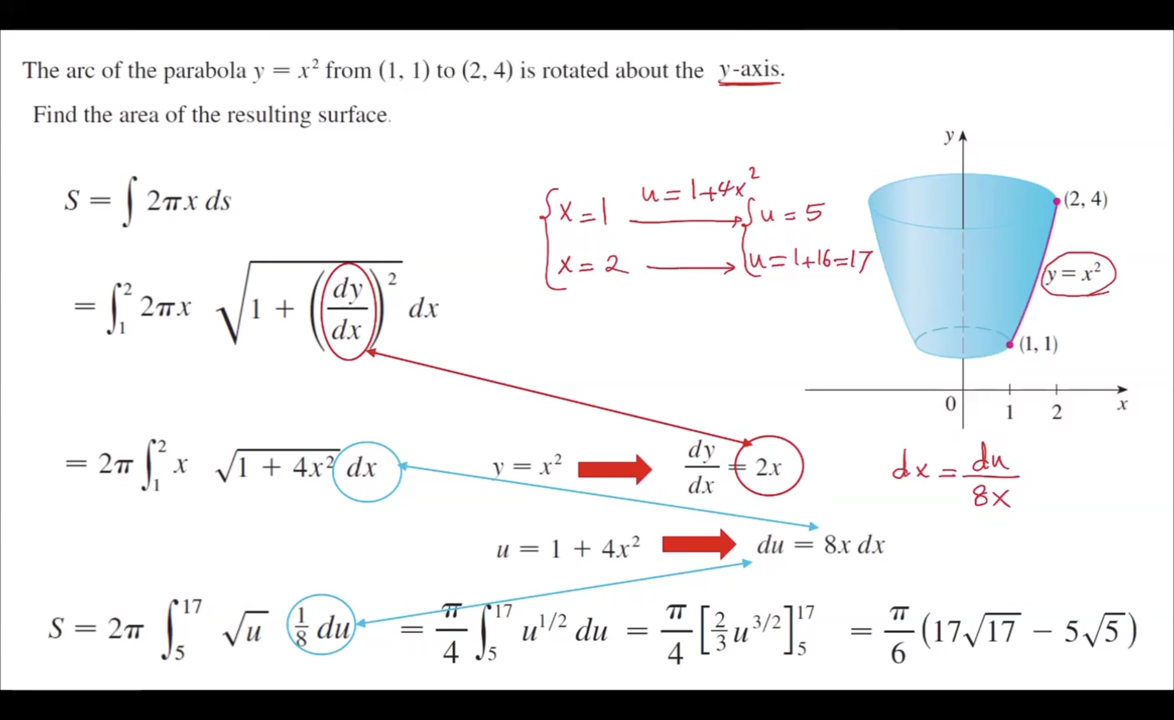 The arc of the parabola y = x² from (1, 1) to (2, 4) is rotated about the y-axis.
Find the area of the resulting surface.
S = ∫ 2πx ds
{ x = 1 u = 1+4x² { u = 5
x = 2 u = 1+16 = 17
= ∫₁² 2πx √(1 + (dy/dx)²) dx
y
(2, 4)
y = x²
(1, 1)
0 1 2 x
= 2π ∫₁² x √(1 + 4x²) dx
y = x² dy/dx = 2x
dx = du/8x
u = 1 + 4x² du = 8x dx
S = 2π ∫₅¹⁷ √u 1/8 du = π/4 ∫₅¹⁷ u^{1/2} du = π/4 [2/3 u^{3/2}]₅¹⁷ = π/6 (17√17 − 5√5)